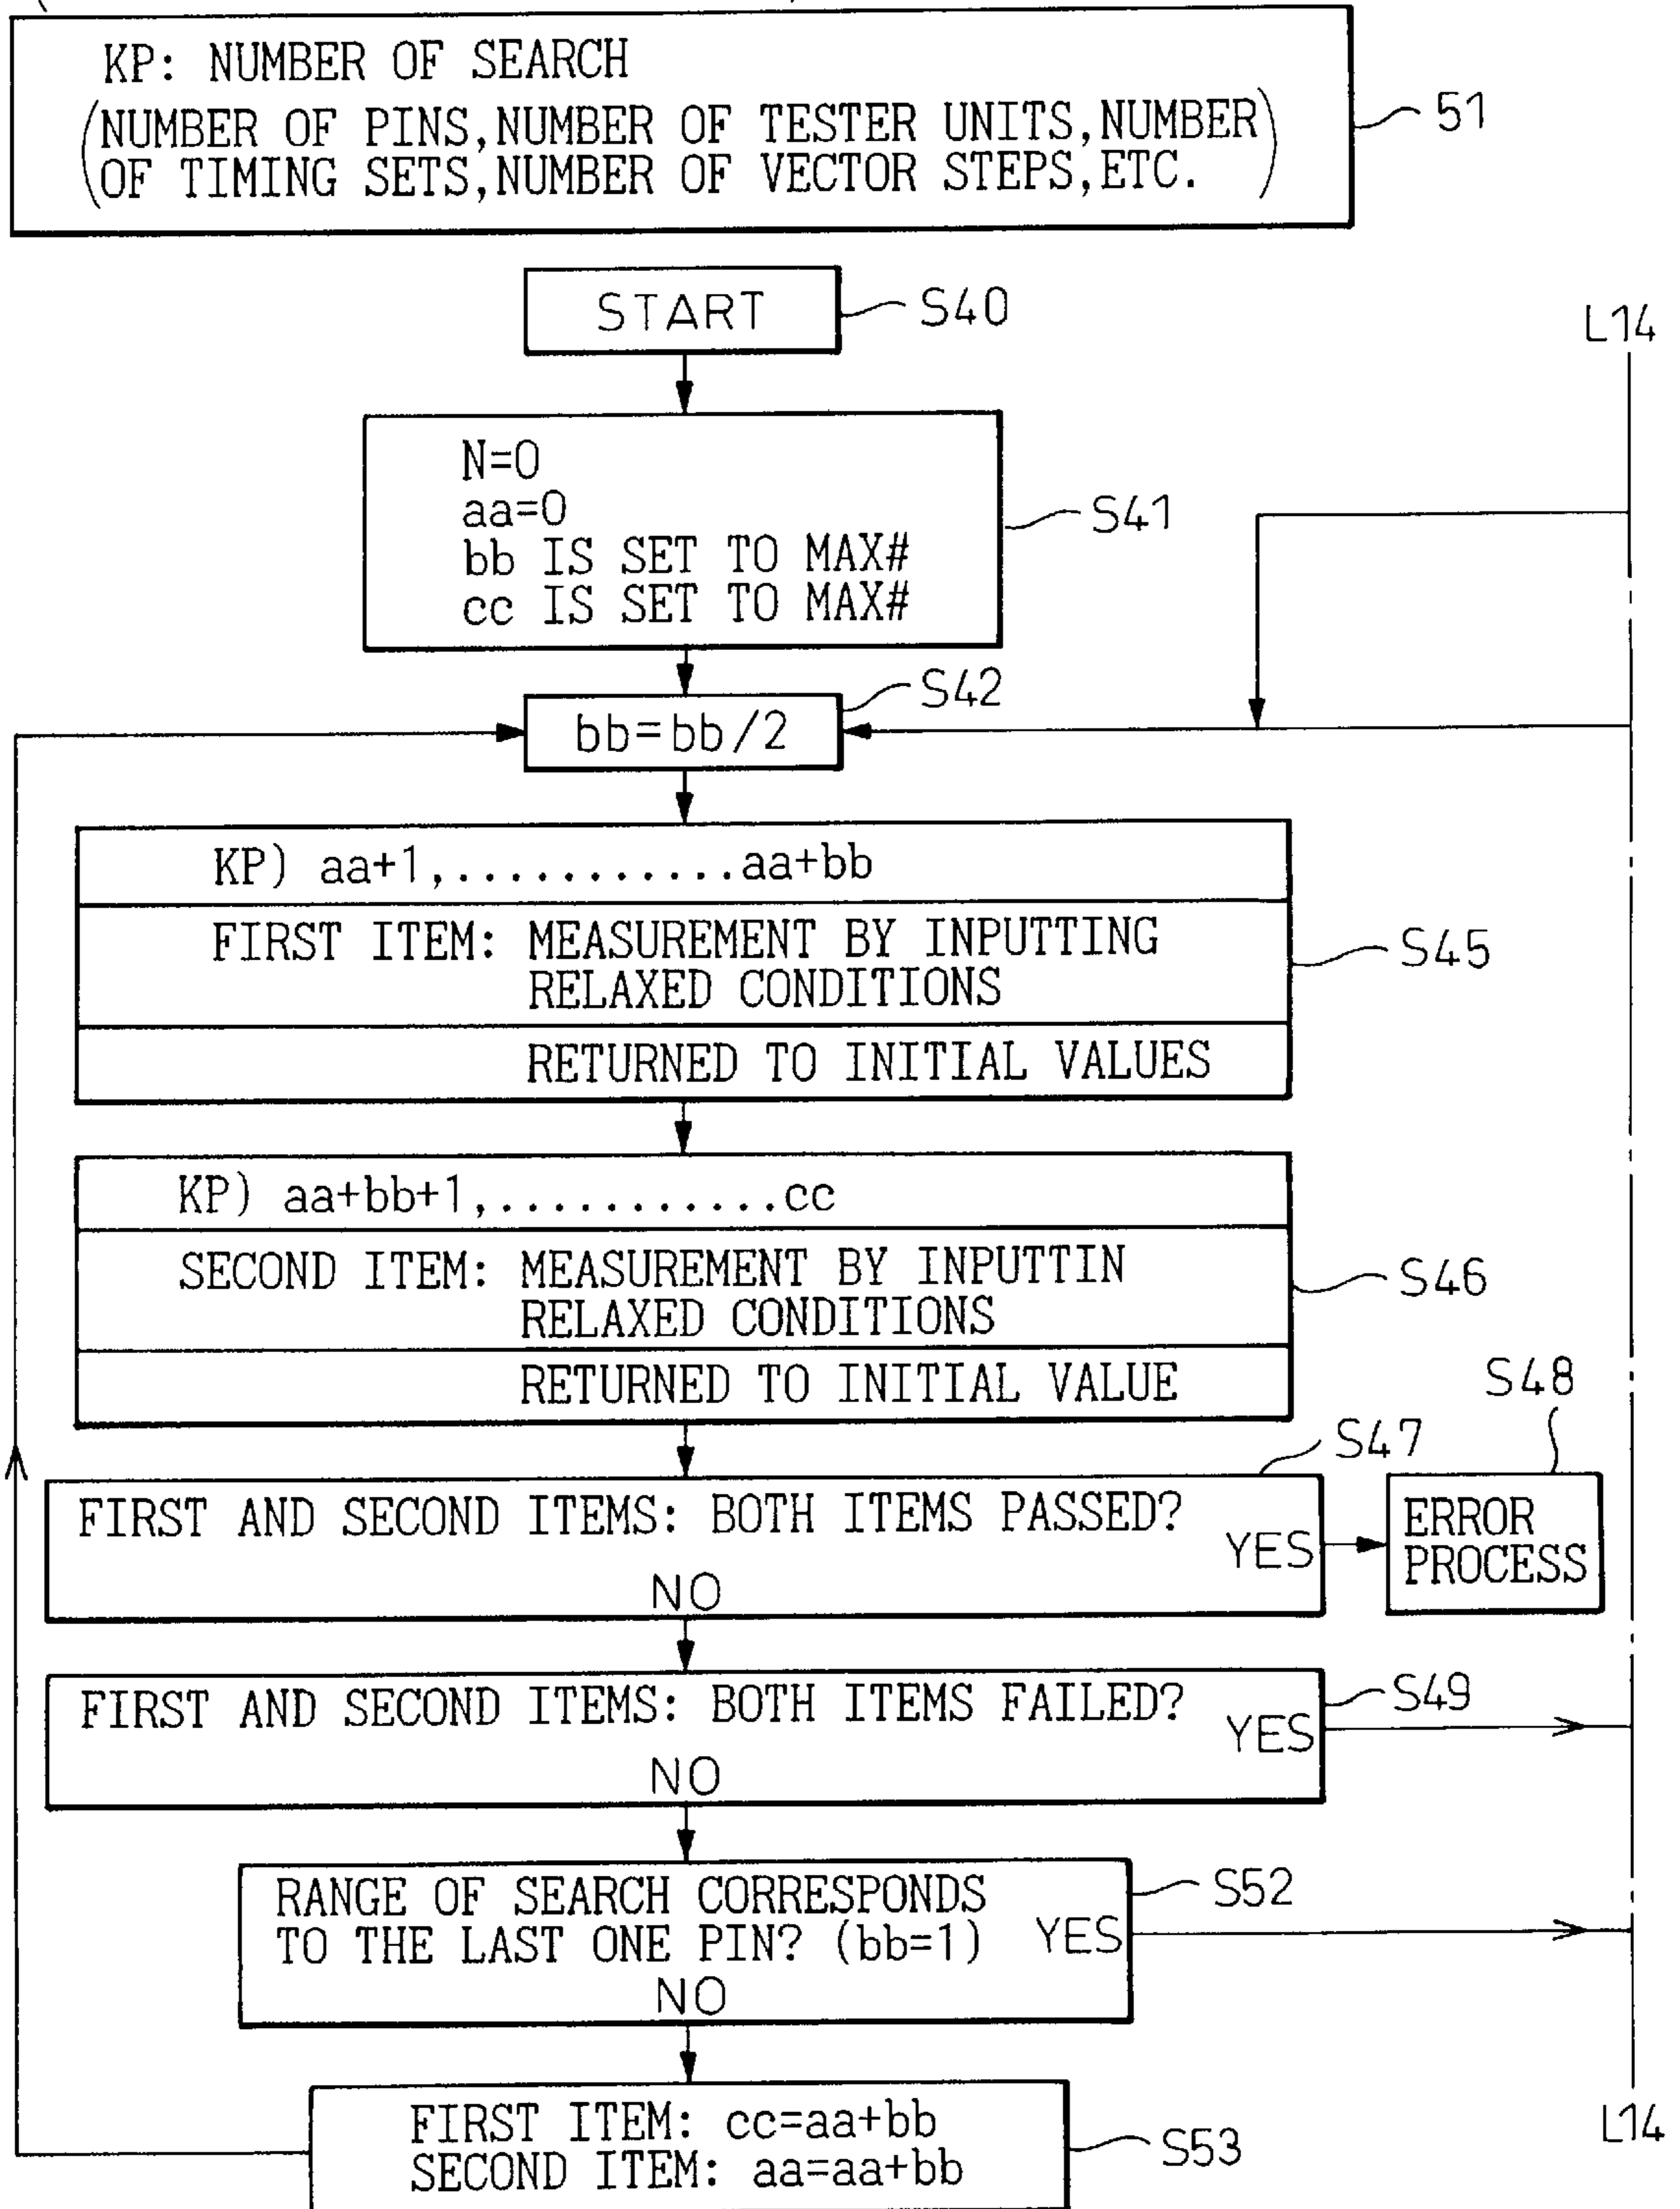 KP: NUMBER OF SEARCH
(NUMBER OF PINS,NUMBER OF TESTER UNITS,NUMBER
OF TIMING SETS,NUMBER OF VECTOR STEPS,ETC.)
51
START
S40
L14
N=0
aa=0
bb IS SET TO MAX#
cc IS SET TO MAX#
S41
S42
bb=bb/2
KP) aa+1,............aa+bb
FIRST ITEM: MEASUREMENT BY INPUTTING
RELAXED CONDITIONS
S45
RETURNED TO INITIAL VALUES
KP) aa+bb+1,............cc
SECOND ITEM: MEASUREMENT BY INPUTTIN
RELAXED CONDITIONS
S46
RETURNED TO INITIAL VALUE
S47
S48
FIRST AND SECOND ITEMS: BOTH ITEMS PASSED?
YES
NO
ERROR
PROCESS
FIRST AND SECOND ITEMS: BOTH ITEMS FAILED?
YES
NO
S49
RANGE OF SEARCH CORRESPONDS
TO THE LAST ONE PIN? (bb=1) YES
NO
S52
FIRST ITEM: cc=aa+bb
SECOND ITEM: aa=aa+bb
S53
L14